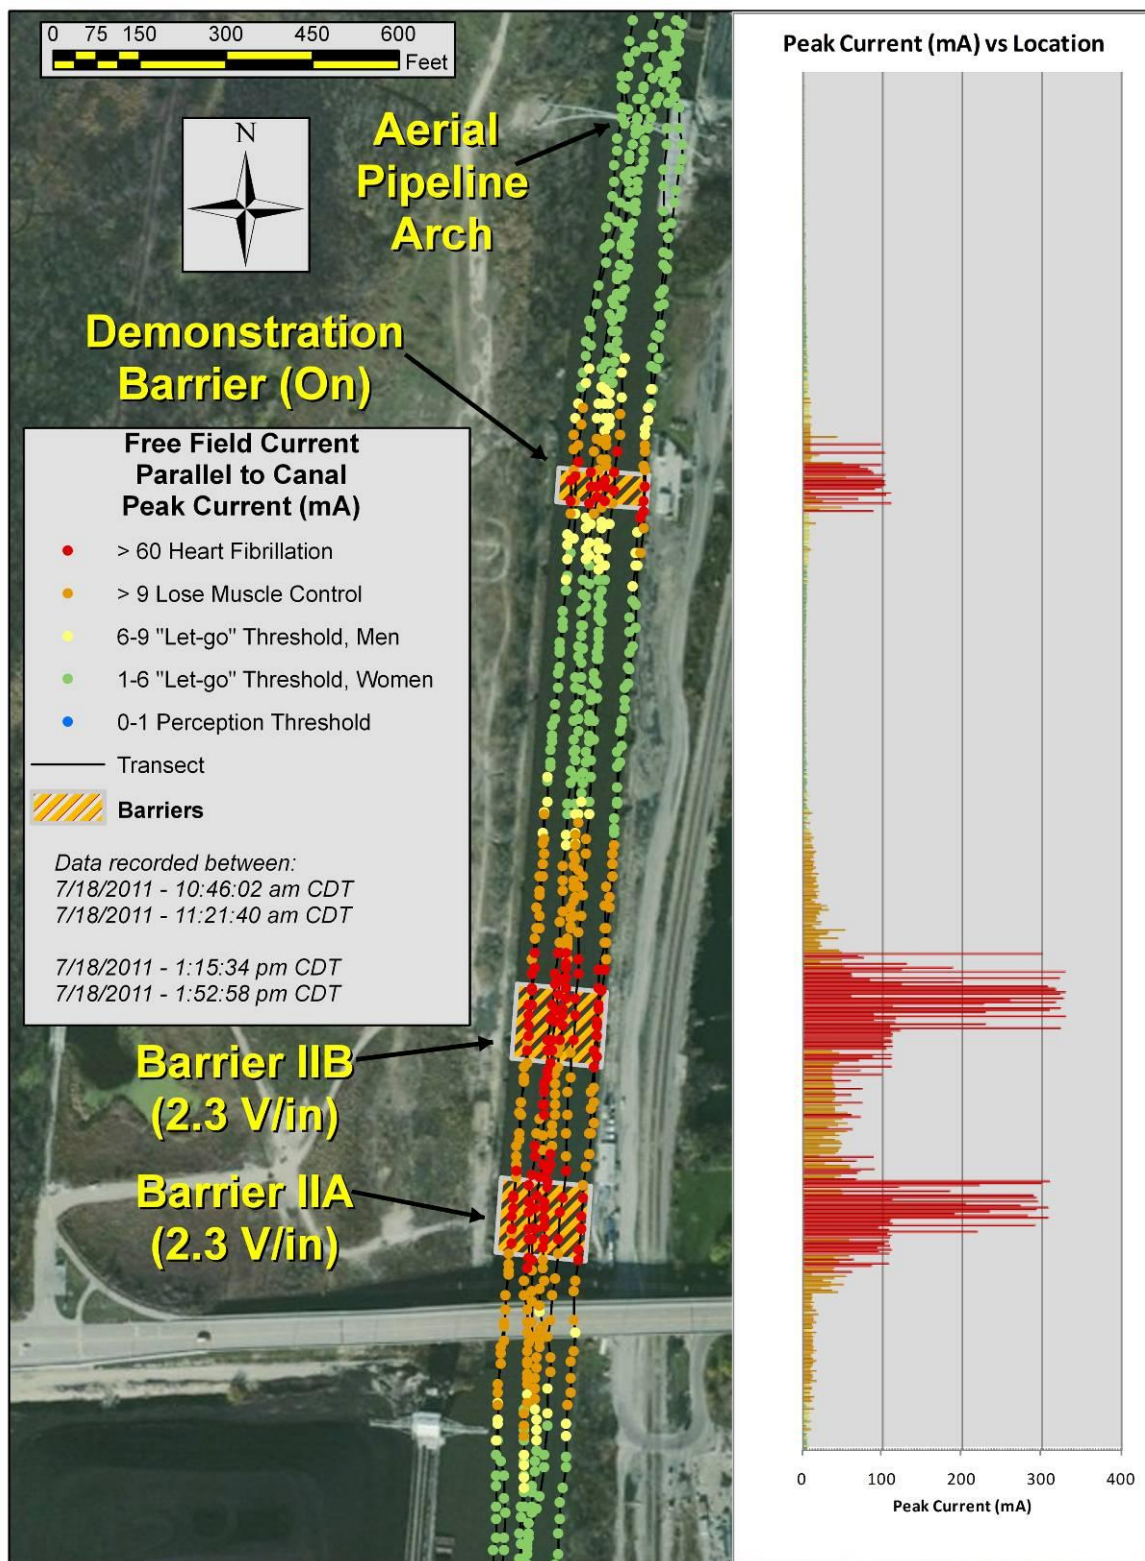 0 75 150 300 450 600
Feet
N
Aerial
Pipeline
Arch
Demonstration
Barrier (On)
Free Field Current
Parallel to Canal
Peak Current (mA)
> 60 Heart Fibrillation
> 9 Lose Muscle Control
6-9 "Let-go" Threshold, Men
1-6 "Let-go" Threshold, Women
0-1 Perception Threshold
Transect
Barriers
Data recorded between:
7/18/2011 - 10:46:02 am CDT
7/18/2011 - 11:21:40 am CDT
7/18/2011 - 1:15:34 pm CDT
7/18/2011 - 1:52:58 pm CDT
Barrier IIB
(2.3 V/in)
Barrier IIA
(2.3 V/in)
Peak Current (mA) vs Location
0 100 200 300 400
Peak Current (mA)